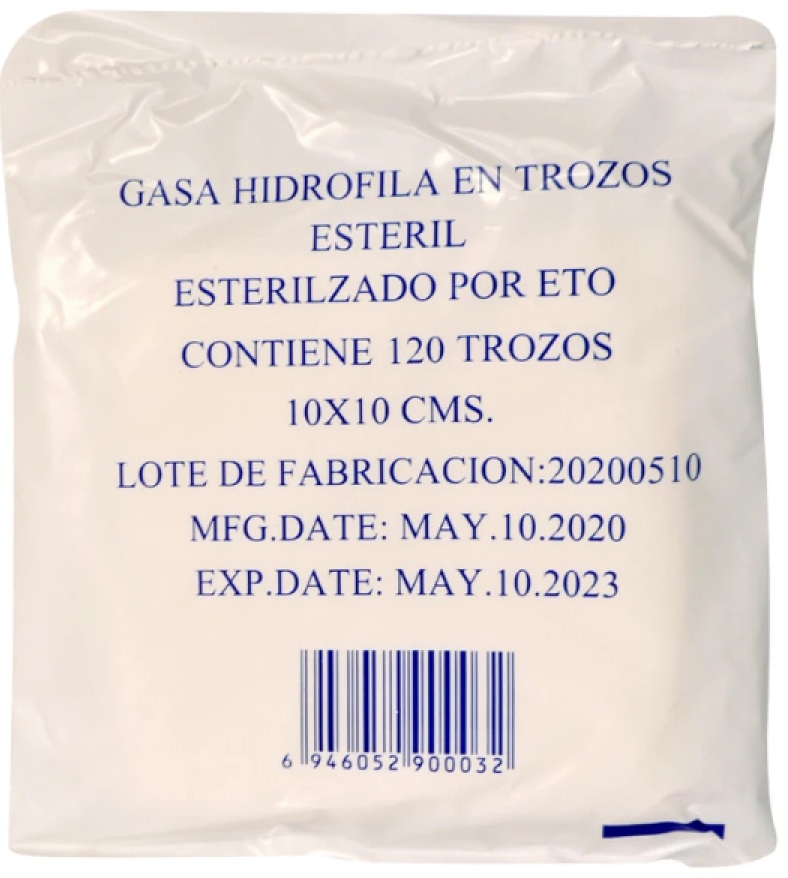 GASA HIDROFILA EN TROZOS
ESTERIL
ESTERILZADO POR ETO
CONTIENE 120 TROZOS
10X10 CMS.
LOTE DE FABRICACION:20200510
MFG.DATE: MAY.10.2020
EXP.DATE: MAY.10.2023
6 946052 900032